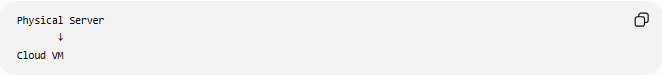 Physical Server
↓
Cloud VM